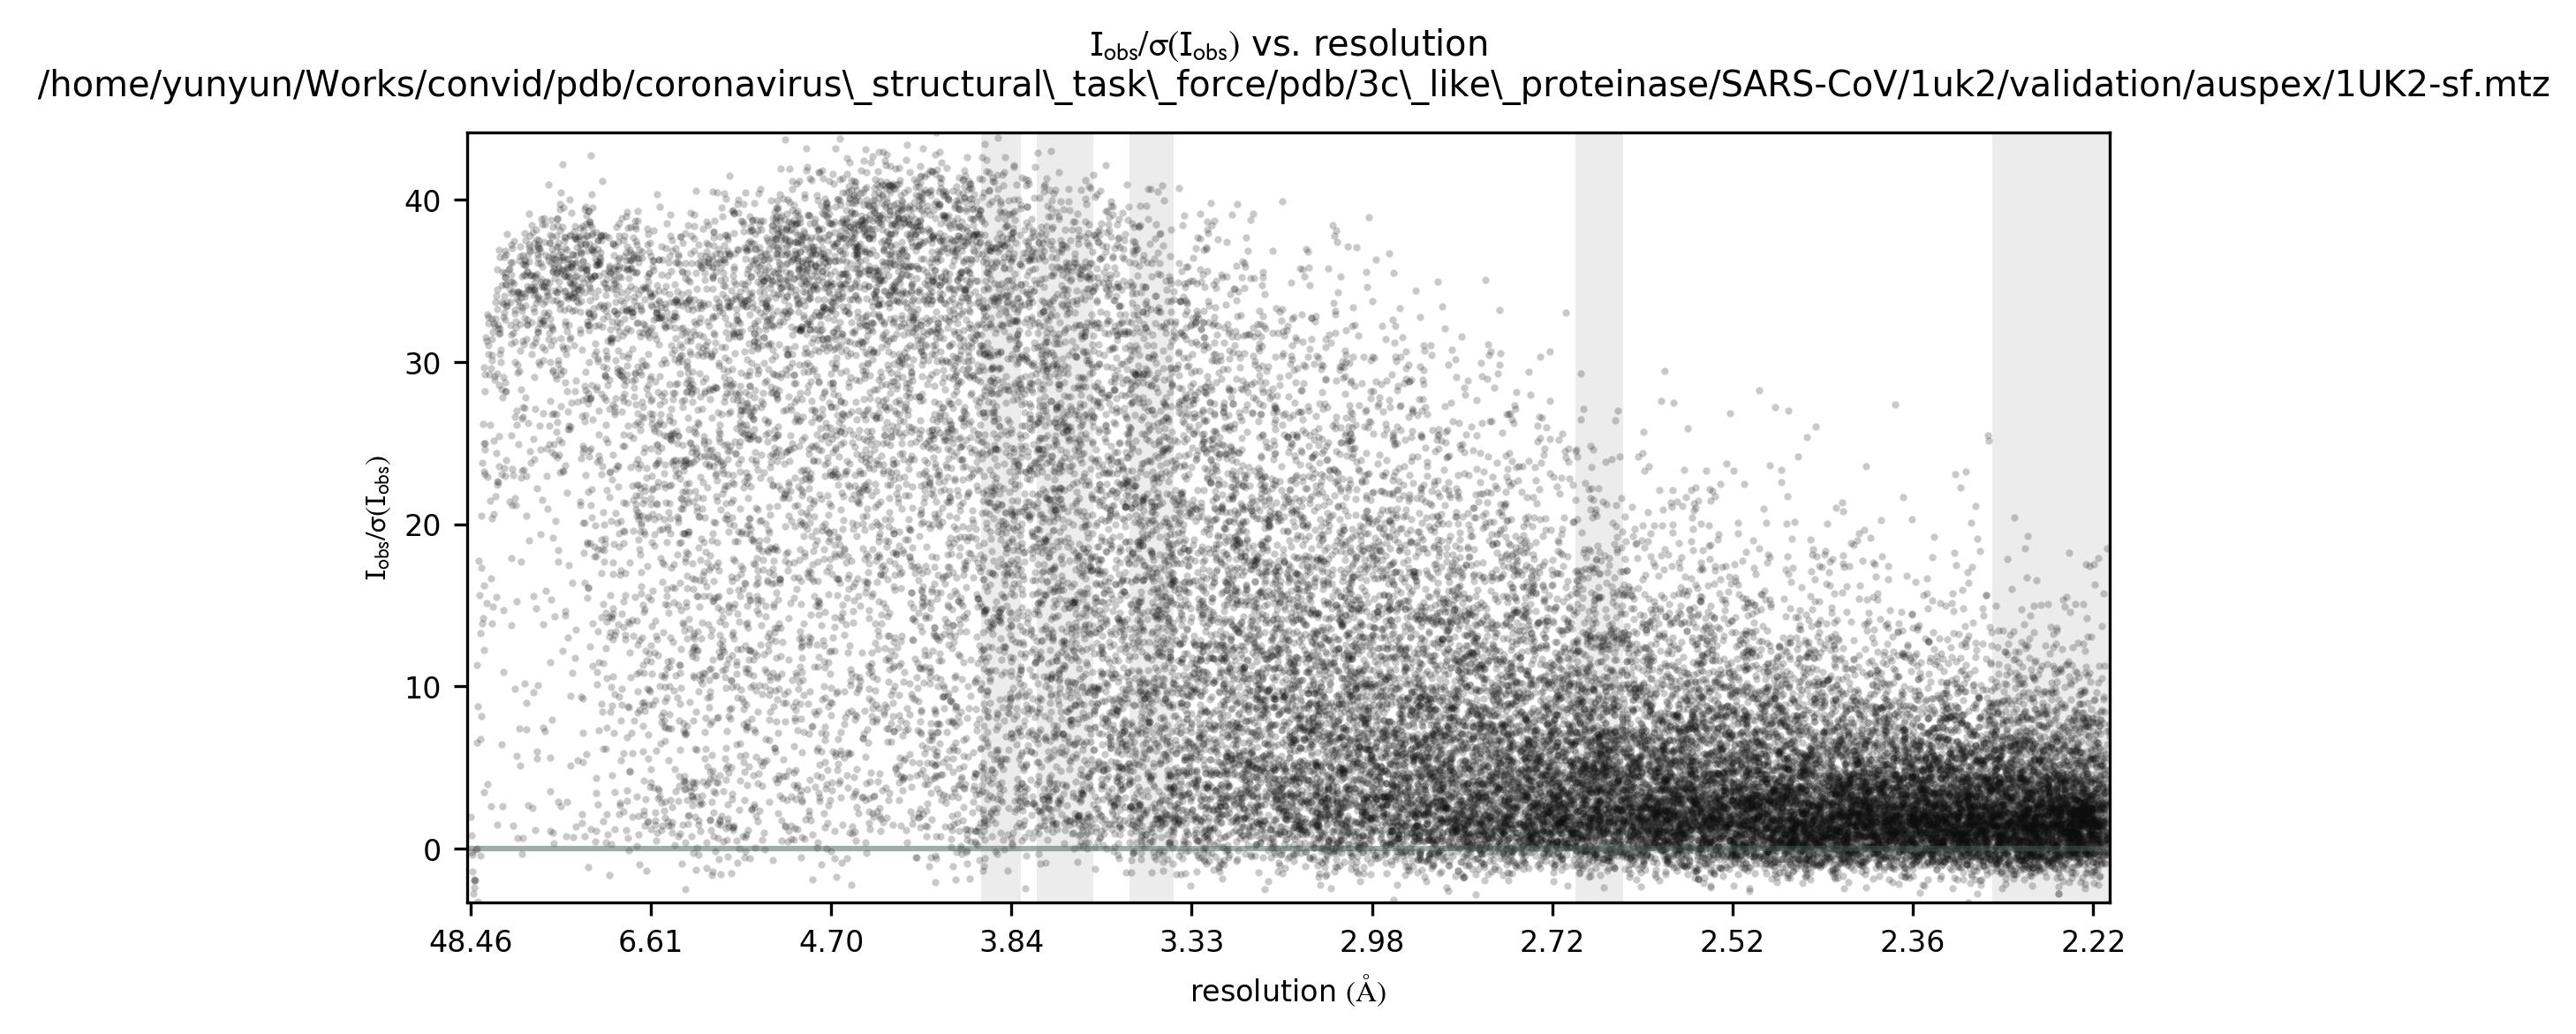 Iobs/σ(Iobs) vs. resolution
/home/yunyun/Works/convid/pdb/coronavirus\_structural\_task\_force/pdb/3c\_like\_proteinase/SARS-CoV/1uk2/validation/auspex/1UK2-sf.mtz
Iobs/σ(Iobs)
40
30
20
10
0
48.46 6.61 4.70 3.84 3.33 2.98 2.72 2.52 2.36 2.22
resolution (Å)